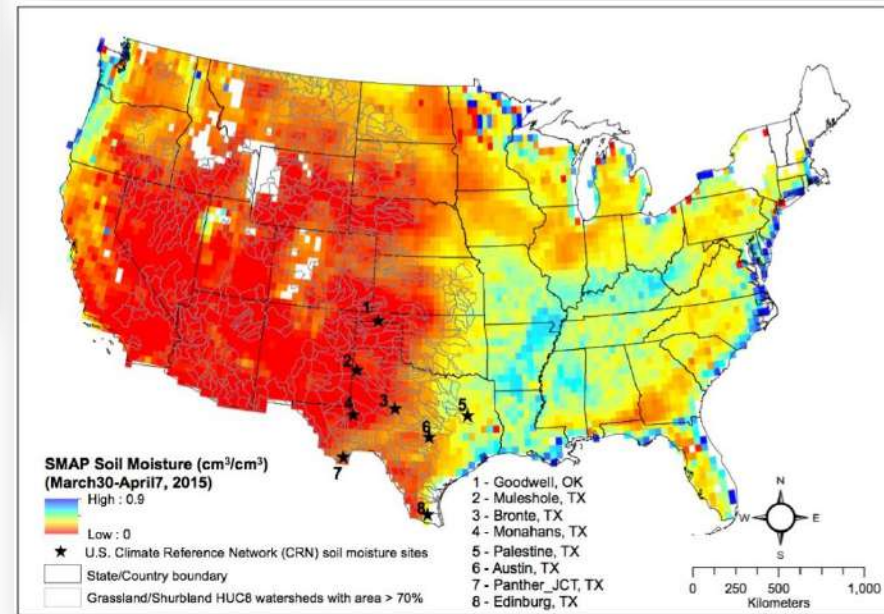 1
2
3
4
5
6
7
8
SMAP Soil Moisture (cm³/cm³)
(March30-April7, 2015)
High : 0.9
Low : 0
U.S. Climate Reference Network (CRN) soil moisture sites
State/Country boundary
Grassland/Shurbland HUC8 watersheds with area > 70%
1 - Goodwell, OK
2 - Muleshole, TX
3 - Bronte, TX
4 - Monahans, TX
5 - Palestine, TX
6 - Austin, TX
7 - Panther_JCT, TX
8 - Edinburg, TX
N
W E
S
0 250 500 1,000
Kilometers